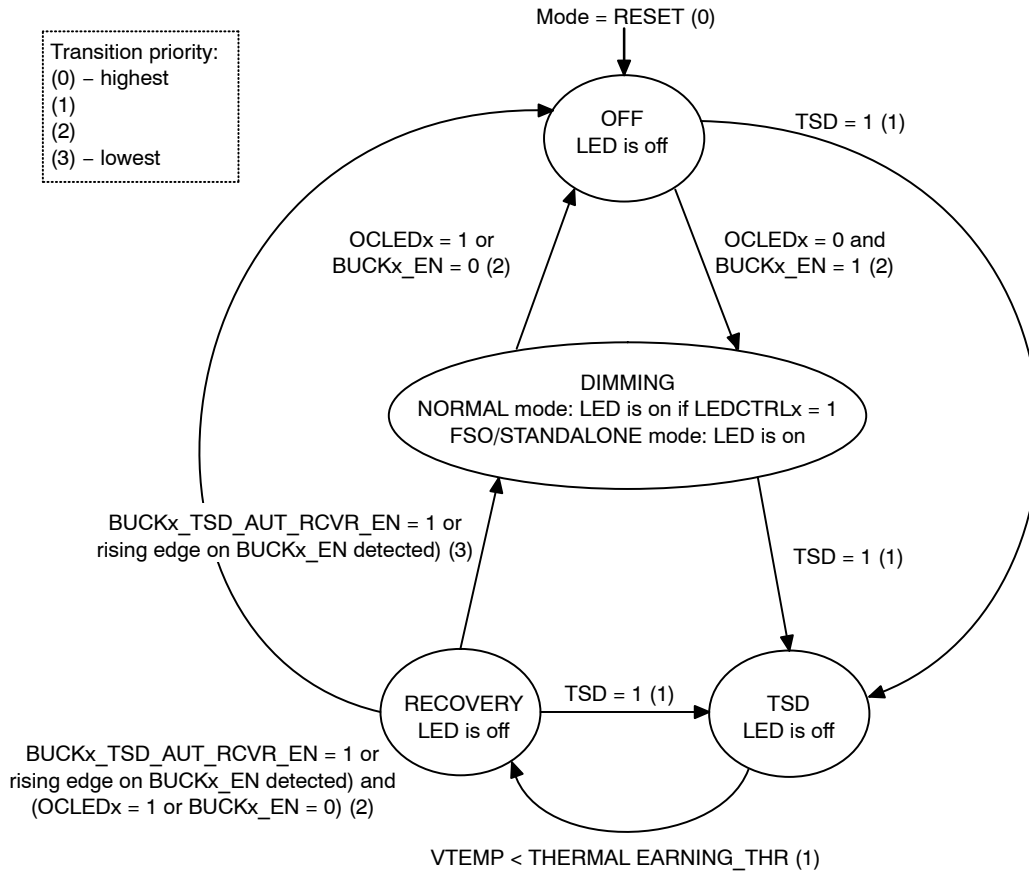 Mode = RESET (0)
Transition priority:
(0) – highest
(1)
(2)
(3) – lowest
OFF
LED is off
TSD = 1 (1)
OCLEDx = 1 or
BUCKx_EN = 0 (2)
OCLEDx = 0 and
BUCKx_EN = 1 (2)
DIMMING
NORMAL mode: LED is on if LEDCTRLx = 1
FSO/STANDALONE mode: LED is on
BUCKx_TSD_AUT_RCVR_EN = 1 or
rising edge on BUCKx_EN detected) (3)
TSD = 1 (1)
RECOVERY
LED is off
TSD = 1 (1)
TSD
LED is off
BUCKx_TSD_AUT_RCVR_EN = 1 or
rising edge on BUCKx_EN detected) and
(OCLEDx = 1 or BUCKx_EN = 0) (2)
VTEMP < THERMAL EARNING_THR (1)